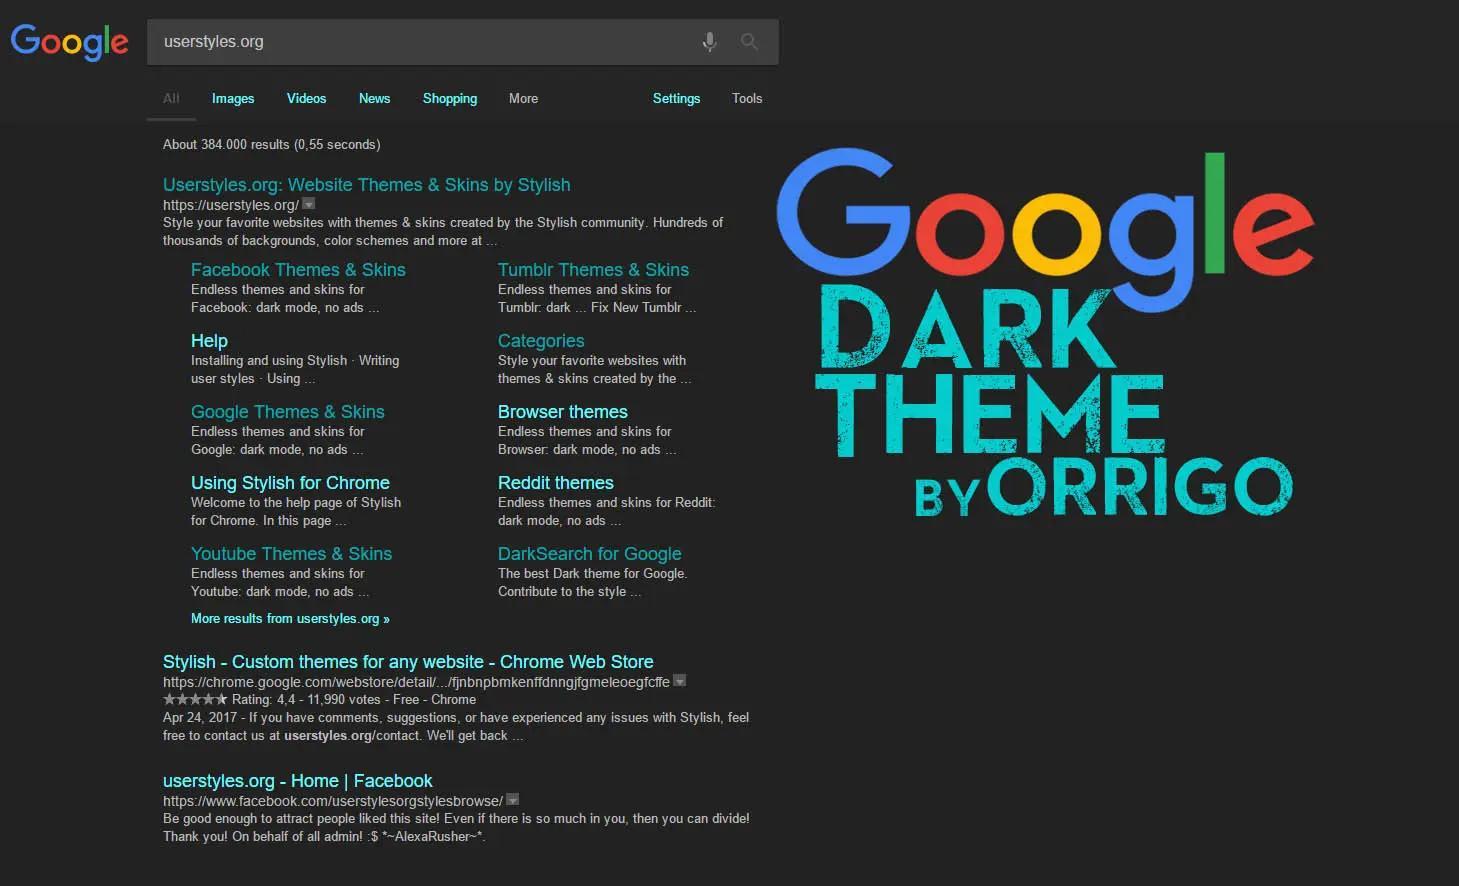 Google
userstyles.org
All Images Videos News Shopping More Settings Tools
About 384.000 results (0,55 seconds)
Userstyles.org: Website Themes & Skins by Stylish
https://userstyles.org/
Style your favorite websites with themes & skins created by the Stylish community. Hundreds of
thousands of backgrounds, color schemes and more at ...
Facebook Themes & Skins
Endless themes and skins for
Facebook: dark mode, no ads ...
Tumblr Themes & Skins
Endless themes and skins for
Tumblr: dark ... Fix New Tumblr ...
Help
Installing and using Stylish · Writing
user styles · Using ...
Categories
Style your favorite websites with
themes & skins created by the ...
Google Themes & Skins
Endless themes and skins for
Google: dark mode, no ads ...
Browser themes
Endless themes and skins for
Browser: dark mode, no ads ...
Using Stylish for Chrome
Welcome to the help page of Stylish
for Chrome. In this page ...
Reddit themes
Endless themes and skins for Reddit:
dark mode, no ads ...
Youtube Themes & Skins
Endless themes and skins for
Youtube: dark mode, no ads ...
DarkSearch for Google
The best Dark theme for Google.
Contribute to the style ...
More results from userstyles.org »
Stylish - Custom themes for any website - Chrome Web Store
https://chrome.google.com/webstore/detail/.../fjnbnpbmkenffdnngjfgmeleoegfcffe
Rating: 4,4 - 11,990 votes - Free - Chrome
Apr 24, 2017 - If you have comments, suggestions, or have experienced any issues with Stylish, feel
free to contact us at userstyles.org/contact. We'll get back ...
userstyles.org - Home | Facebook
https://www.facebook.com/userstylesorgstylesbrowse/
Be good enough to attract people liked this site! Even if there is so much in you, then you can divide!
Thank you! On behalf of all admin! :$ *~AlexaRusher~*.
Google
DARK
THEME
BY ORRIGO